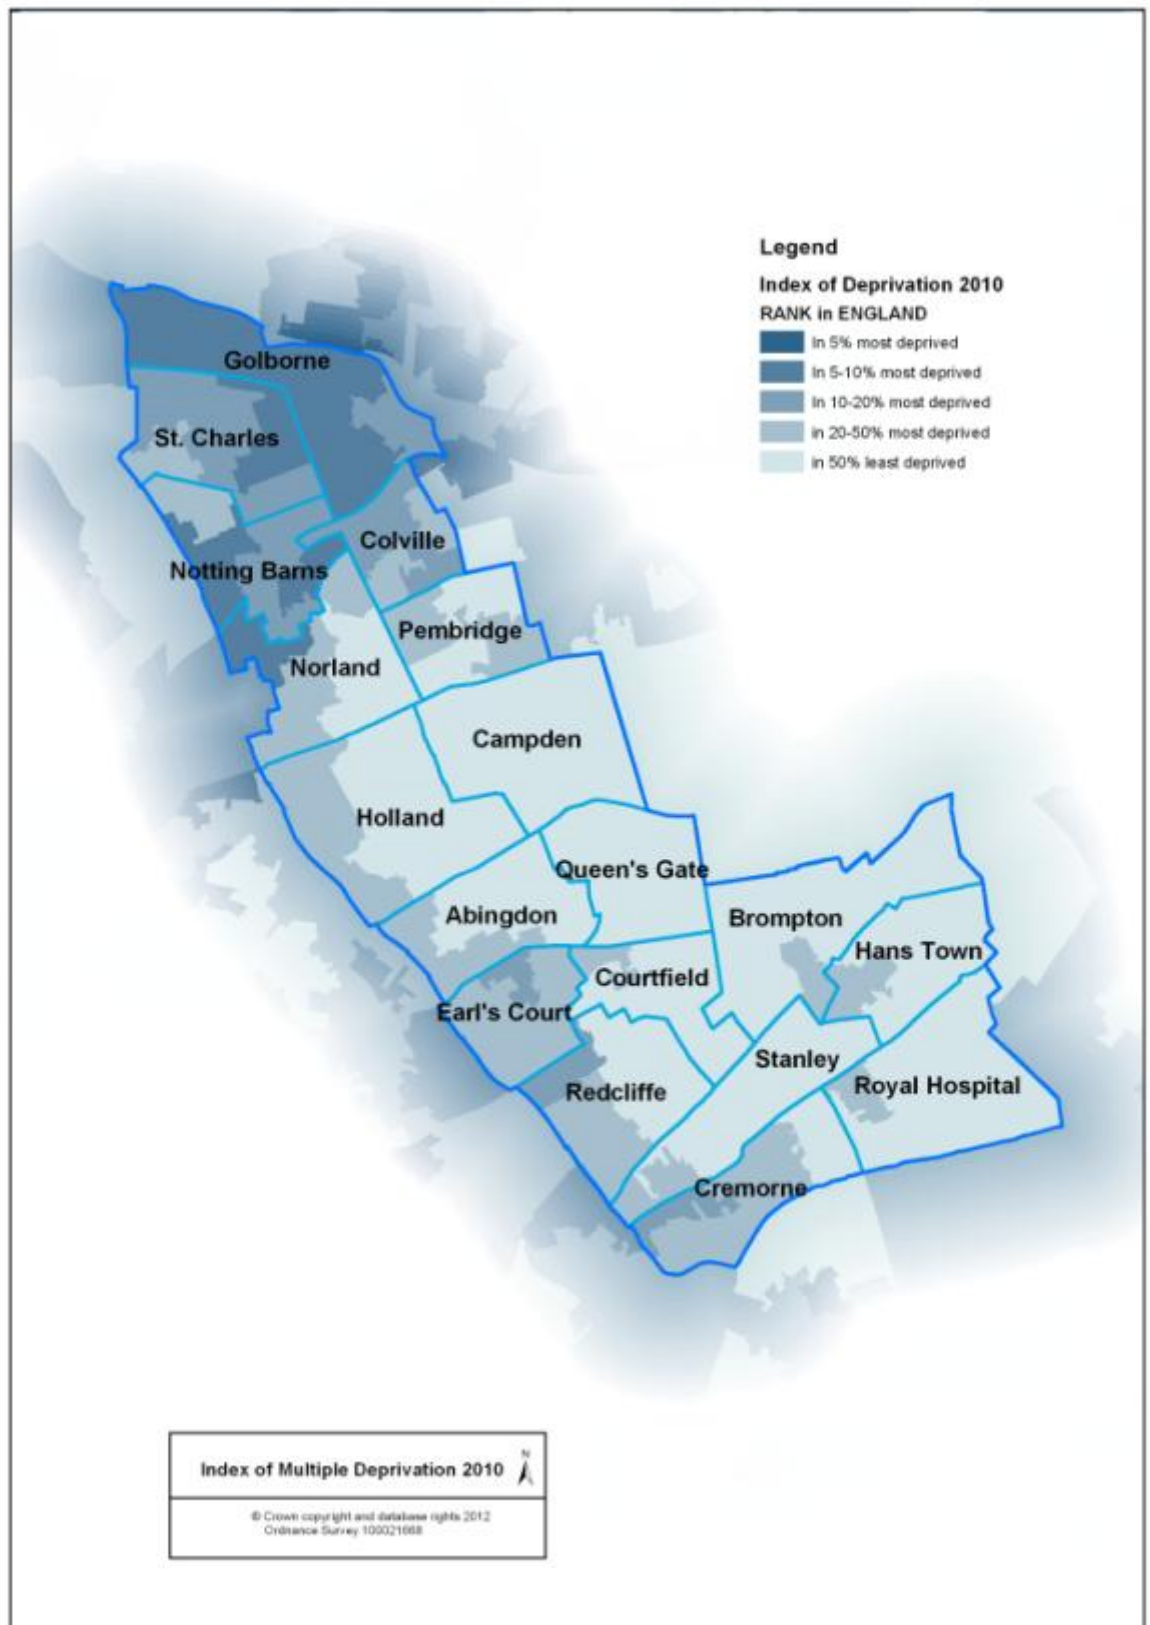 Legend
Index of Deprivation 2010
RANK in ENGLAND
In 5% most deprived
In 5-10% most deprived
In 10-20% most deprived
in 20-50% most deprived
in 50% least deprived
Golborne
St. Charles
Colville
Notting Barns
Pembridge
Norland
Campden
Holland
Queen's Gate
Abingdon
Brompton
Hans Town
Courtfield
Earl's Court
Stanley
Royal Hospital
Redcliffe
Cremorne
Index of Multiple Deprivation 2010
N
© Crown copyright and database rights 2012
Ordnance Survey 100021668